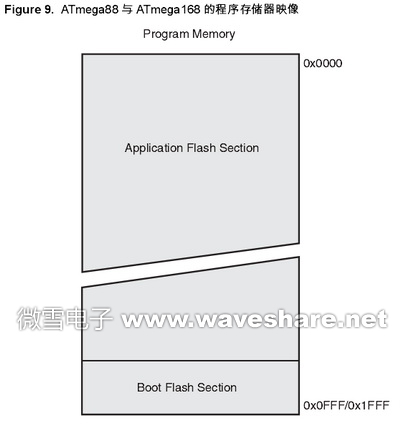 Figure 9. ATmega88 与 ATmega168 的程序存储器映像
Program Memory
0x0000
Application Flash Section
微雪电子 www.waveshare.net
Boot Flash Section
0x0FFF/0x1FFF